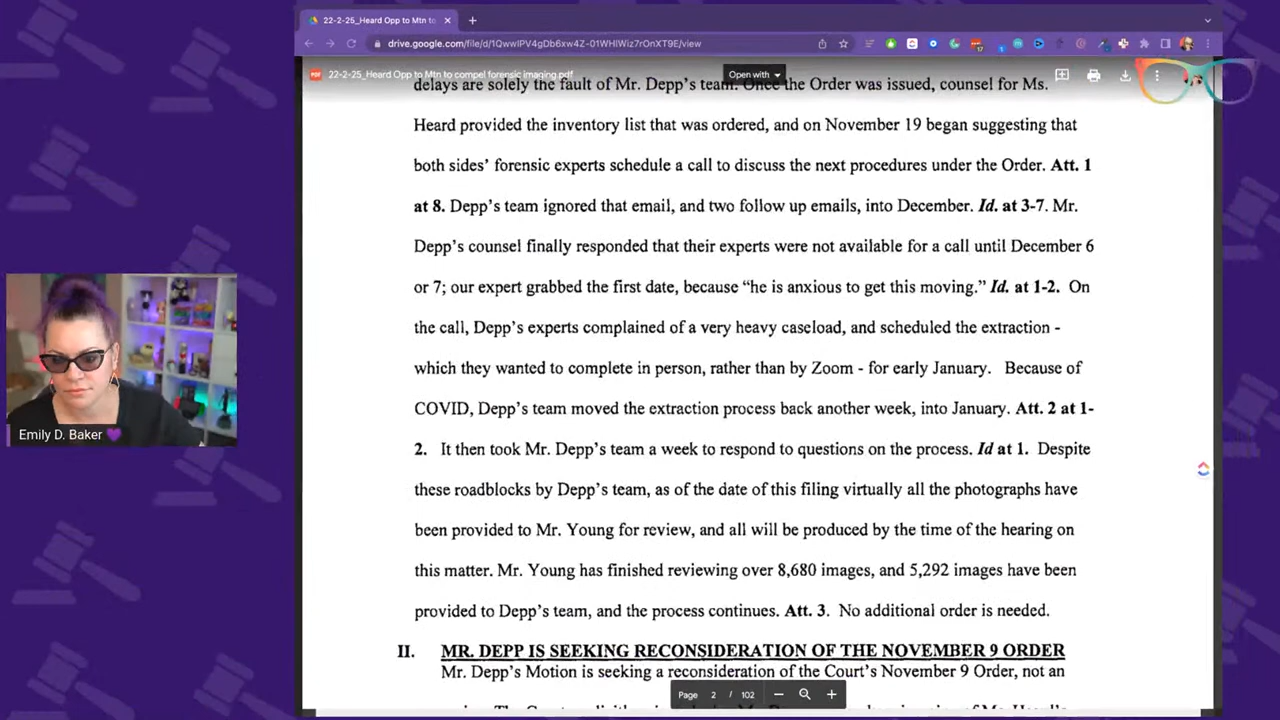 22-2-25_Heard Opp to Mtn to
drive.google.com/file/d/1QwwIPV4gDb6xw4Z-01WHlWiz7rOnXT9E/view
22-2-25_Heard Opp to Mtn to compel forensic imaging.pdf
Open with
delays are solely the fault of Mr. Depp's team. Once the Order was issued, counsel for Ms.
Heard provided the inventory list that was ordered, and on November 19 began suggesting that
both sides' forensic experts schedule a call to discuss the next procedures under the Order. Att. 1
at 8. Depp's team ignored that email, and two follow up emails, into December. Id. at 3-7. Mr.
Depp's counsel finally responded that their experts were not available for a call until December 6
or 7; our expert grabbed the first date, because "he is anxious to get this moving." Id. at 1-2. On
the call, Depp's experts complained of a very heavy caseload, and scheduled the extraction -
which they wanted to complete in person, rather than by Zoom - for early January. Because of
COVID, Depp's team moved the extraction process back another week, into January. Att. 2 at 1-
2. It then took Mr. Depp's team a week to respond to questions on the process. Id at 1. Despite
these roadblocks by Depp's team, as of the date of this filing virtually all the photographs have
been provided to Mr. Young for review, and all will be produced by the time of the hearing on
this matter. Mr. Young has finished reviewing over 8,680 images, and 5,292 images have been
provided to Depp's team, and the process continues. Att. 3. No additional order is needed.
II. MR. DEPP IS SEEKING RECONSIDERATION OF THE NOVEMBER 9 ORDER
Mr. Depp's Motion is seeking a reconsideration of the Court's November 9 Order, not an
Page 2 / 102
Emily D. Baker